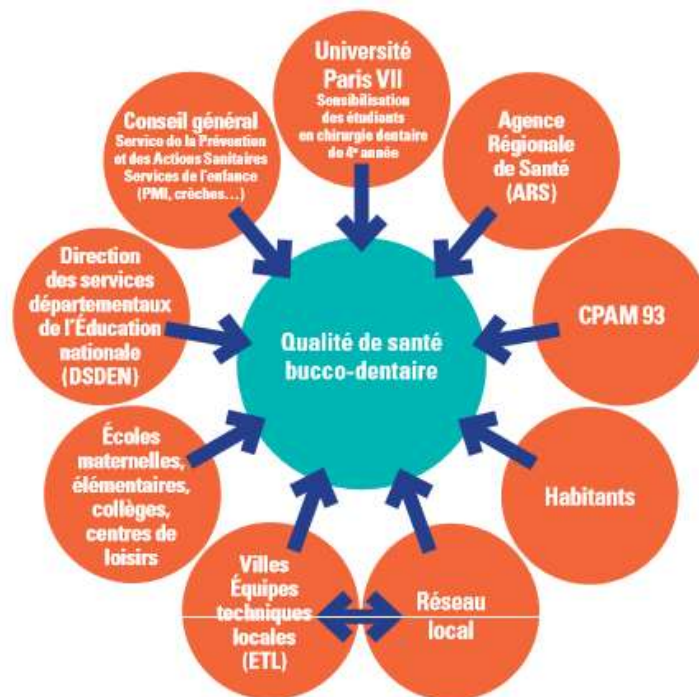 Université
Paris VII
Sensibilisation
des étudiants
en chirurgie dentaire
de 4e année
Agence
Régionale
de Santé
(ARS)
CPAM 93
Habitants
Réseau
local
Villes
Équipes
techniques
locales
(ETL)
Écoles
maternelles,
élémentaires,
collèges,
centres de
loisirs
Direction
des services
départementaux
de l'Éducation
nationale
(DSDEN)
Conseil général
Service de la Prévention
et des Actions Sanitaires
Services de l'enfance
(PMI, crèches...)
Qualité de santé
bucco-dentaire